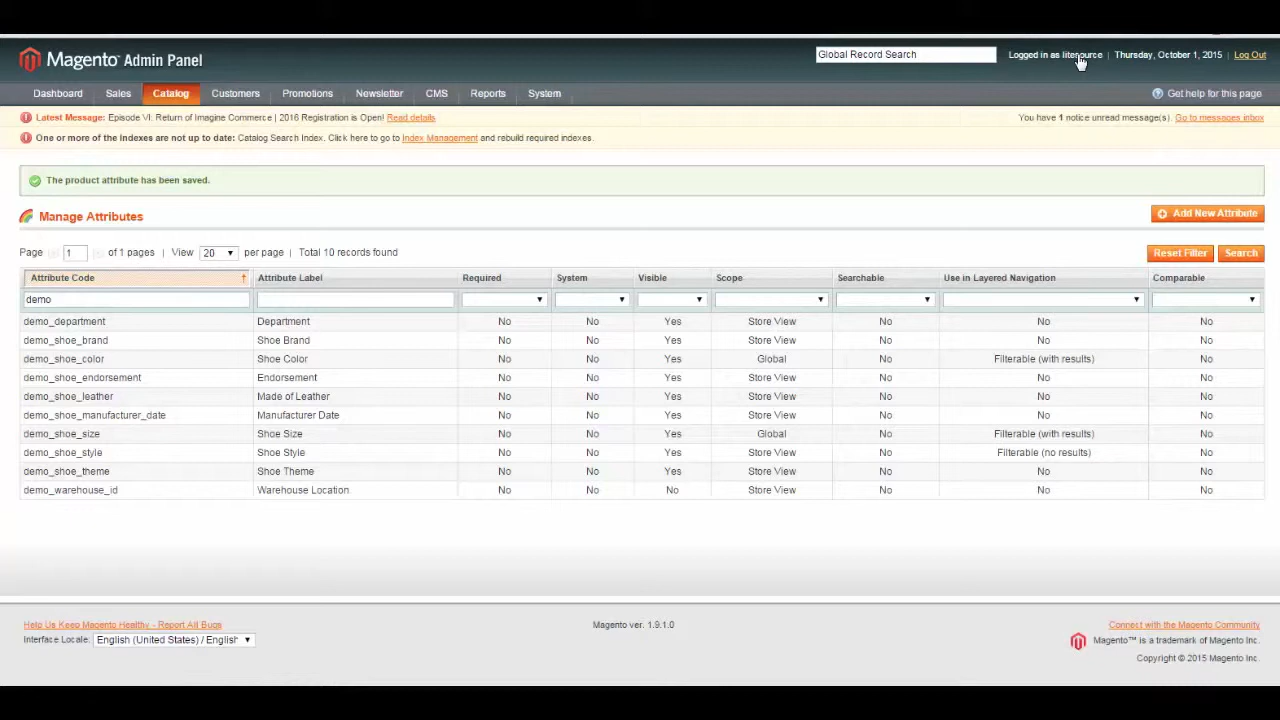 Magento Admin Panel
Global Record Search
Logged in as litesource | Thursday, October 1, 2015 | Log Out
Dashboard Sales Catalog Customers Promotions Newsletter CMS Reports System
Get help for this page
Latest Message: Episode VI: Return of Imagine Commerce | 2016 Registration is Open! Read details
You have 1 notice unread message(s). Go to messages inbox
One or more of the Indexes are not up to date: Catalog Search Index. Click here to go to Index Management and rebuild required indexes.
The product attribute has been saved.
Manage Attributes
Add New Attribute
Page 1 of 1 pages | View 20 per page | Total 10 records found
Reset Filter Search
Attribute Code Attribute Label Required System Visible Scope Searchable Use in Layered Navigation Comparable
demo
demo_department Department No No Yes Store View No No No
demo_shoe_brand Shoe Brand No No Yes Store View No No No
demo_shoe_color Shoe Color No No Yes Global No Filterable (with results) No
demo_shoe_endorsement Endorsement No No Yes Store View No No No
demo_shoe_leather Made of Leather No No Yes Store View No No No
demo_shoe_manufacturer_date Manufacturer Date No No Yes Store View No No No
demo_shoe_size Shoe Size No No Yes Global No Filterable (with results) No
demo_shoe_style Shoe Style No No Yes Store View No Filterable (no results) No
demo_shoe_theme Shoe Theme No No Yes Store View No No No
demo_warehouse_id Warehouse Location No No No Store View No No No
Help Us Keep Magento Healthy - Report All Bugs
Interface Locale: English (United States) / English
Magento ver. 1.9.1.0
Connect with the Magento Community
Magento™ is a trademark of Magento Inc.
Copyright © 2015 Magento Inc.